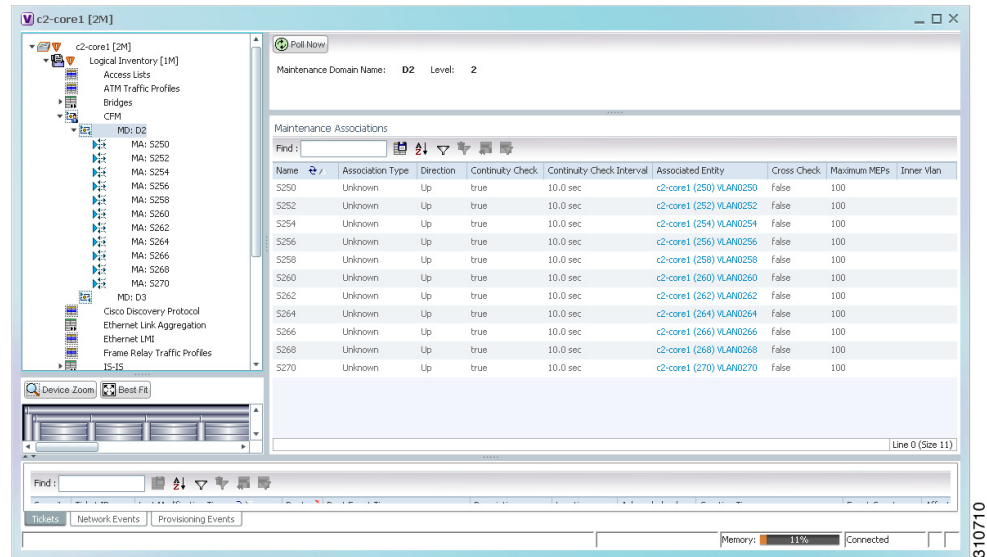 c2-core1 [2M]
c2-core1 [2M]
Logical Inventory [1M]
Access Lists
ATM Traffic Profiles
Bridges
CFM
MD: D2
MA: S250
MA: S252
MA: S254
MA: S256
MA: S258
MA: S260
MA: S262
MA: S264
MA: S266
MA: S268
MA: S270
MD: D3
Cisco Discovery Protocol
Ethernet Link Aggregation
Ethernet LMI
Frame Relay Traffic Profiles
IS-IS
Device Zoom Best Fit
Poll Now
Maintenance Domain Name: D2 Level: 2
Maintenance Associations
Find :
Name Association Type Direction Continuity Check Continuity Check Interval Associated Entity Cross Check Maximum MEPs Inner Vlan
S250 Unknown Up true 10.0 sec c2-core1 (250) VLAN0250 false 100
S252 Unknown Up true 10.0 sec c2-core1 (252) VLAN0252 false 100
S254 Unknown Up true 10.0 sec c2-core1 (254) VLAN0254 false 100
S256 Unknown Up true 10.0 sec c2-core1 (256) VLAN0256 false 100
S258 Unknown Up true 10.0 sec c2-core1 (258) VLAN0258 false 100
S260 Unknown Up true 10.0 sec c2-core1 (260) VLAN0260 false 100
S262 Unknown Up true 10.0 sec c2-core1 (262) VLAN0262 false 100
S264 Unknown Up true 10.0 sec c2-core1 (264) VLAN0264 false 100
S266 Unknown Up true 10.0 sec c2-core1 (266) VLAN0266 false 100
S268 Unknown Up true 10.0 sec c2-core1 (268) VLAN0268 false 100
S270 Unknown Up true 10.0 sec c2-core1 (270) VLAN0270 false 100
Line 0 (Size 11)
Find :
Tickets Network Events Provisioning Events
Memory: 11% Connected
310710